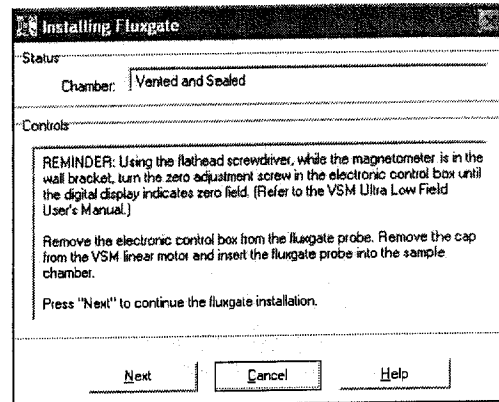 Installing Fluxgate
Status
Chamber: Vented and Sealed
Controls
REMINDER: Using the flathead screwdriver, while the magnetometer is in the
wall bracket, turn the zero adjustment screw in the electronic control box until
the digital display indicates zero field. (Refer to the VSM Ultra Low Field
User's Manual.)
Remove the electronic control box from the fluxgate probe. Remove the cap
from the VSM linear motor and insert the fluxgate probe into the sample
chamber.
Press "Next" to continue the fluxgate installation.
Next Cancel Help